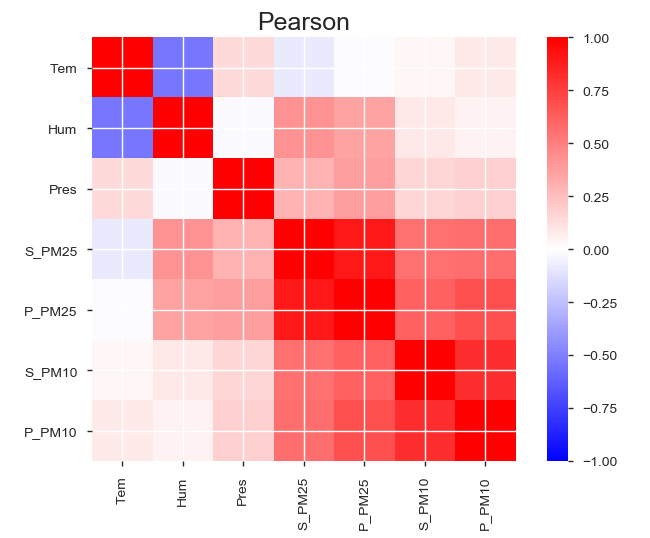 Pearson
Tem
Hum
Pres
S_PM25
P_PM25
S_PM10
P_PM10
Tem
Hum
Pres
S_PM25
P_PM25
S_PM10
P_PM10
1.00
0.75
0.50
0.25
0.00
−0.25
−0.50
−0.75
−1.00